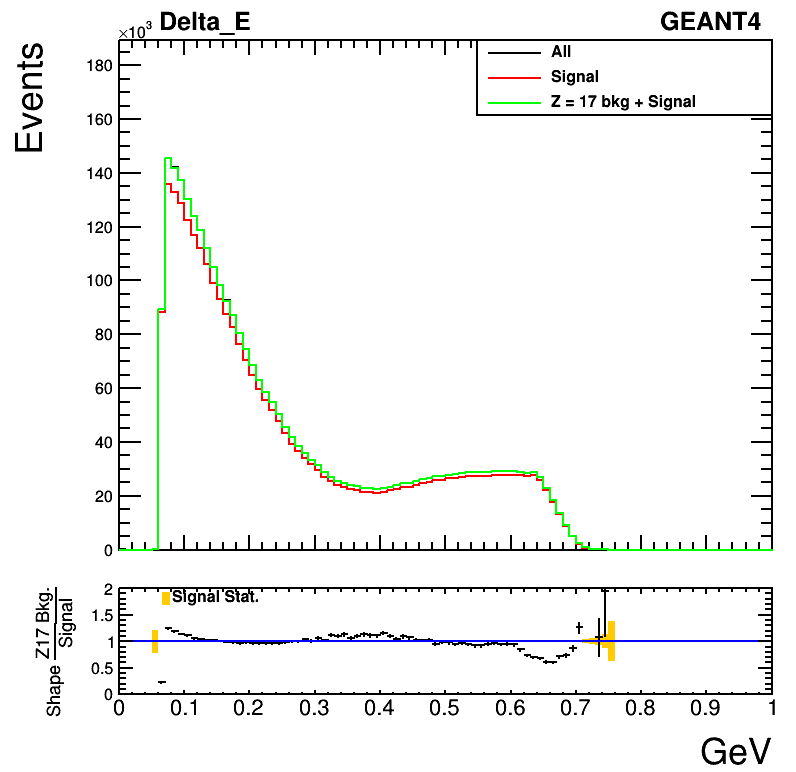 ×10³ Delta_E GEANT4
Events
All
Signal
Z = 17 bkg + Signal
180
160
140
120
100
80
60
40
20
0
Shape Z17 Bkg. / Signal
Signal Stat.
2
1.5
1
0.5
0
0 0.1 0.2 0.3 0.4 0.5 0.6 0.7 0.8 0.9 1
GeV